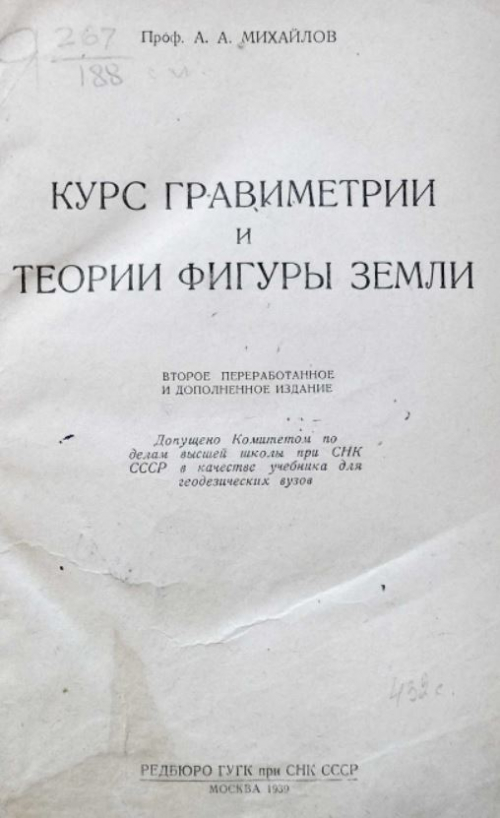 267
188
Проф. А. А. МИХАЙЛОВ
КУРС ГРАВИМЕТРИИ
И
ТЕОРИИ ФИГУРЫ ЗЕМЛИ
ВТОРОЕ ПЕРЕРАБОТАННОЕ
И ДОПОЛНЕННОЕ ИЗДАНИЕ
Допущено Комитетом по
делам высшей школы при СНК
СССР в качестве учебника для
геодезических вузов
432 с.
РЕДБЮРО ГУГК при СНК СССР
МОСКВА 1939